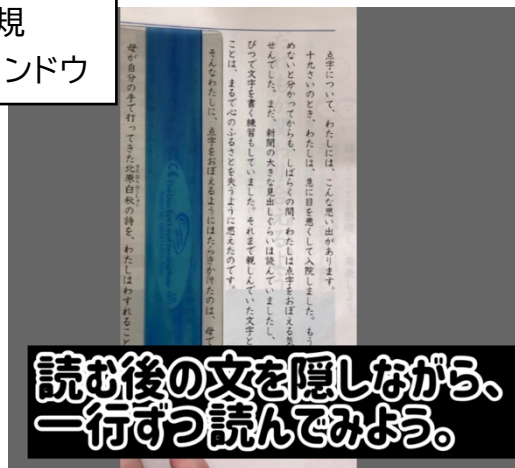 規
ンドウ
点字について、わたしには、こんな思い出があります。
十九さいのとき、わたしは、急に目を悪くして入院しました。もう
めないと分かってからも、しばらくの間、わたしは点字をおぼえる気
せんでした。まだ、新聞の大きな見出しぐらいは読んでいましたし、
ぴつで文字を書く練習もしていました。それまで親しんでいた文字と
ことは、まるで心のふるさとを失うように思えたのです。
そんなわたしに、点字をおぼえるようにはたらきかけたのは、母で
母が自分の手で打ってきた北原白秋の詩を、わたしはわすれること
読む後の文を隠しながら、
一行ずつ読んでみよう。